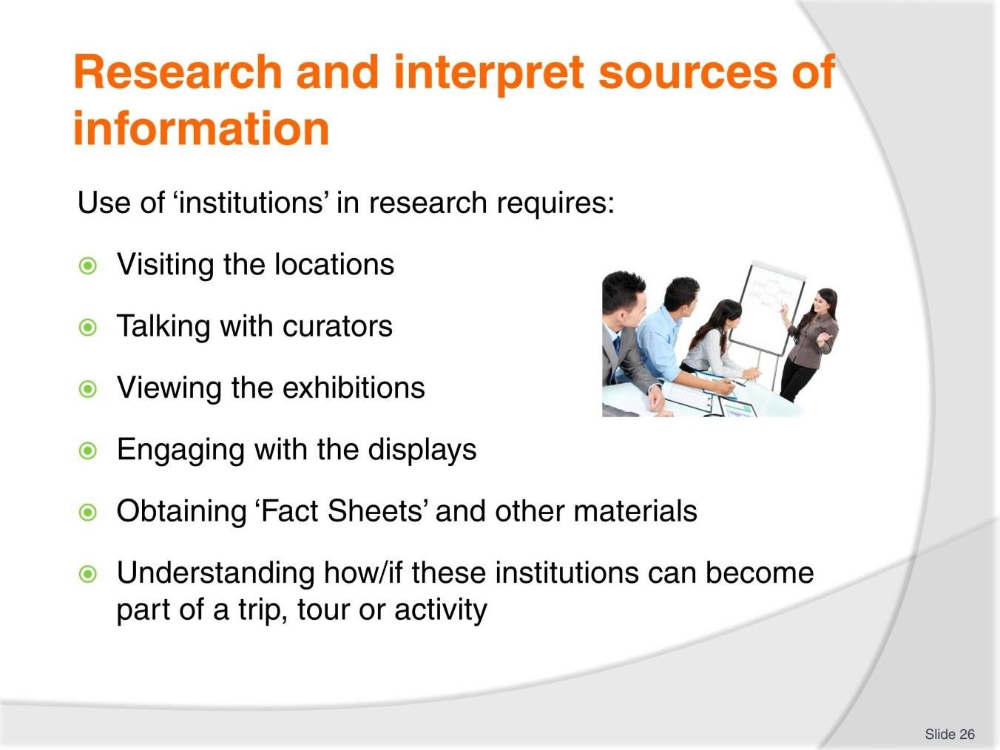 Research and interpret sources of
information
Use of ‘institutions’ in research requires:
Visiting the locations
Talking with curators
Viewing the exhibitions
Engaging with the displays
Obtaining ‘Fact Sheets’ and other materials
Understanding how/if these institutions can become
part of a trip, tour or activity
Slide 26